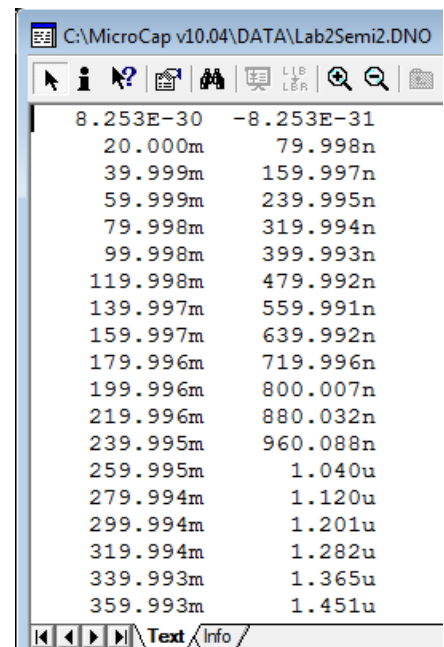 C:\MicroCap v10.04\DATA\Lab2Semi2.DNO
8.253E-30 -8.253E-31
20.000m 79.998n
39.999m 159.997n
59.999m 239.995n
79.998m 319.994n
99.998m 399.993n
119.998m 479.992n
139.997m 559.991n
159.997m 639.992n
179.996m 719.996n
199.996m 800.007n
219.996m 880.032n
239.995m 960.088n
259.995m 1.040u
279.994m 1.120u
299.994m 1.201u
319.994m 1.282u
339.993m 1.365u
359.993m 1.451u
Text Info